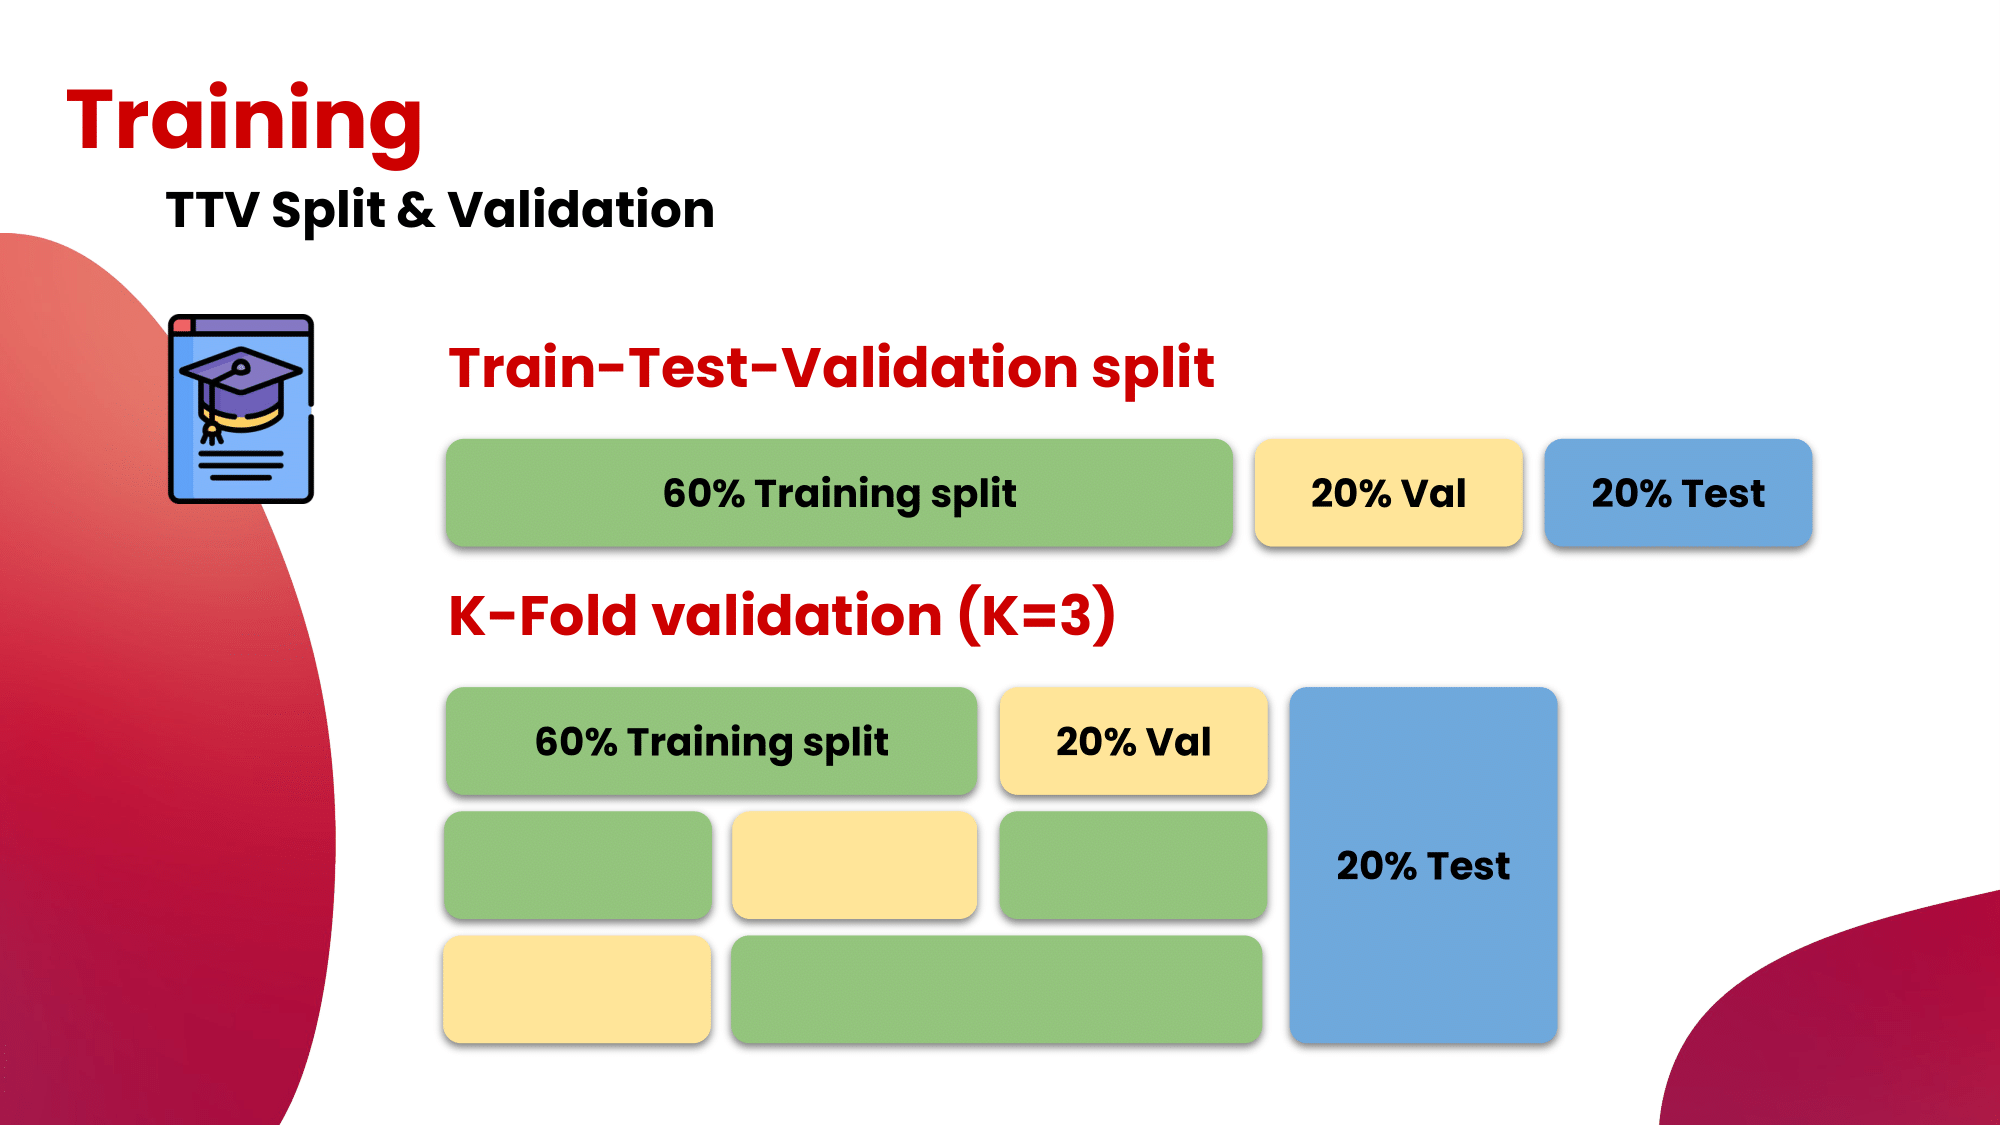 Training
TTV Split & Validation
Train-Test-Validation split
60% Training split
20% Val
20% Test
K-Fold validation (K=3)
60% Training split
20% Val
20% Test